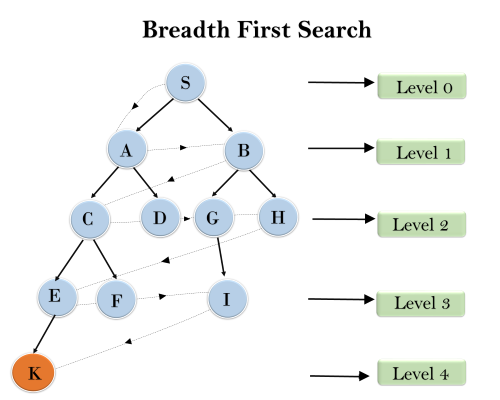 Breadth First Search
S
Level 0
A
B
Level 1
C
D
G
H
Level 2
E
F
I
Level 3
K
Level 4